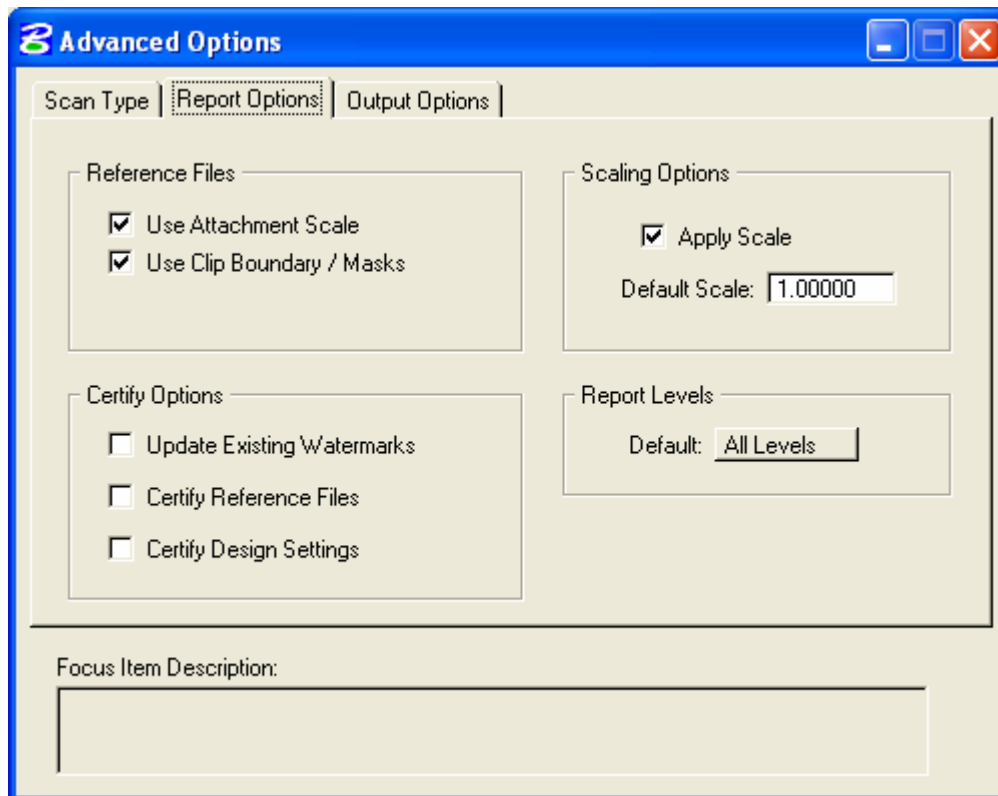 Advanced Options
Scan Type
Report Options
Output Options
Reference Files
Use Attachment Scale
Use Clip Boundary / Masks
Scaling Options
Apply Scale
Default Scale: 1.00000
Certify Options
Update Existing Watermarks
Certify Reference Files
Certify Design Settings
Report Levels
Default: All Levels
Focus Item Description: